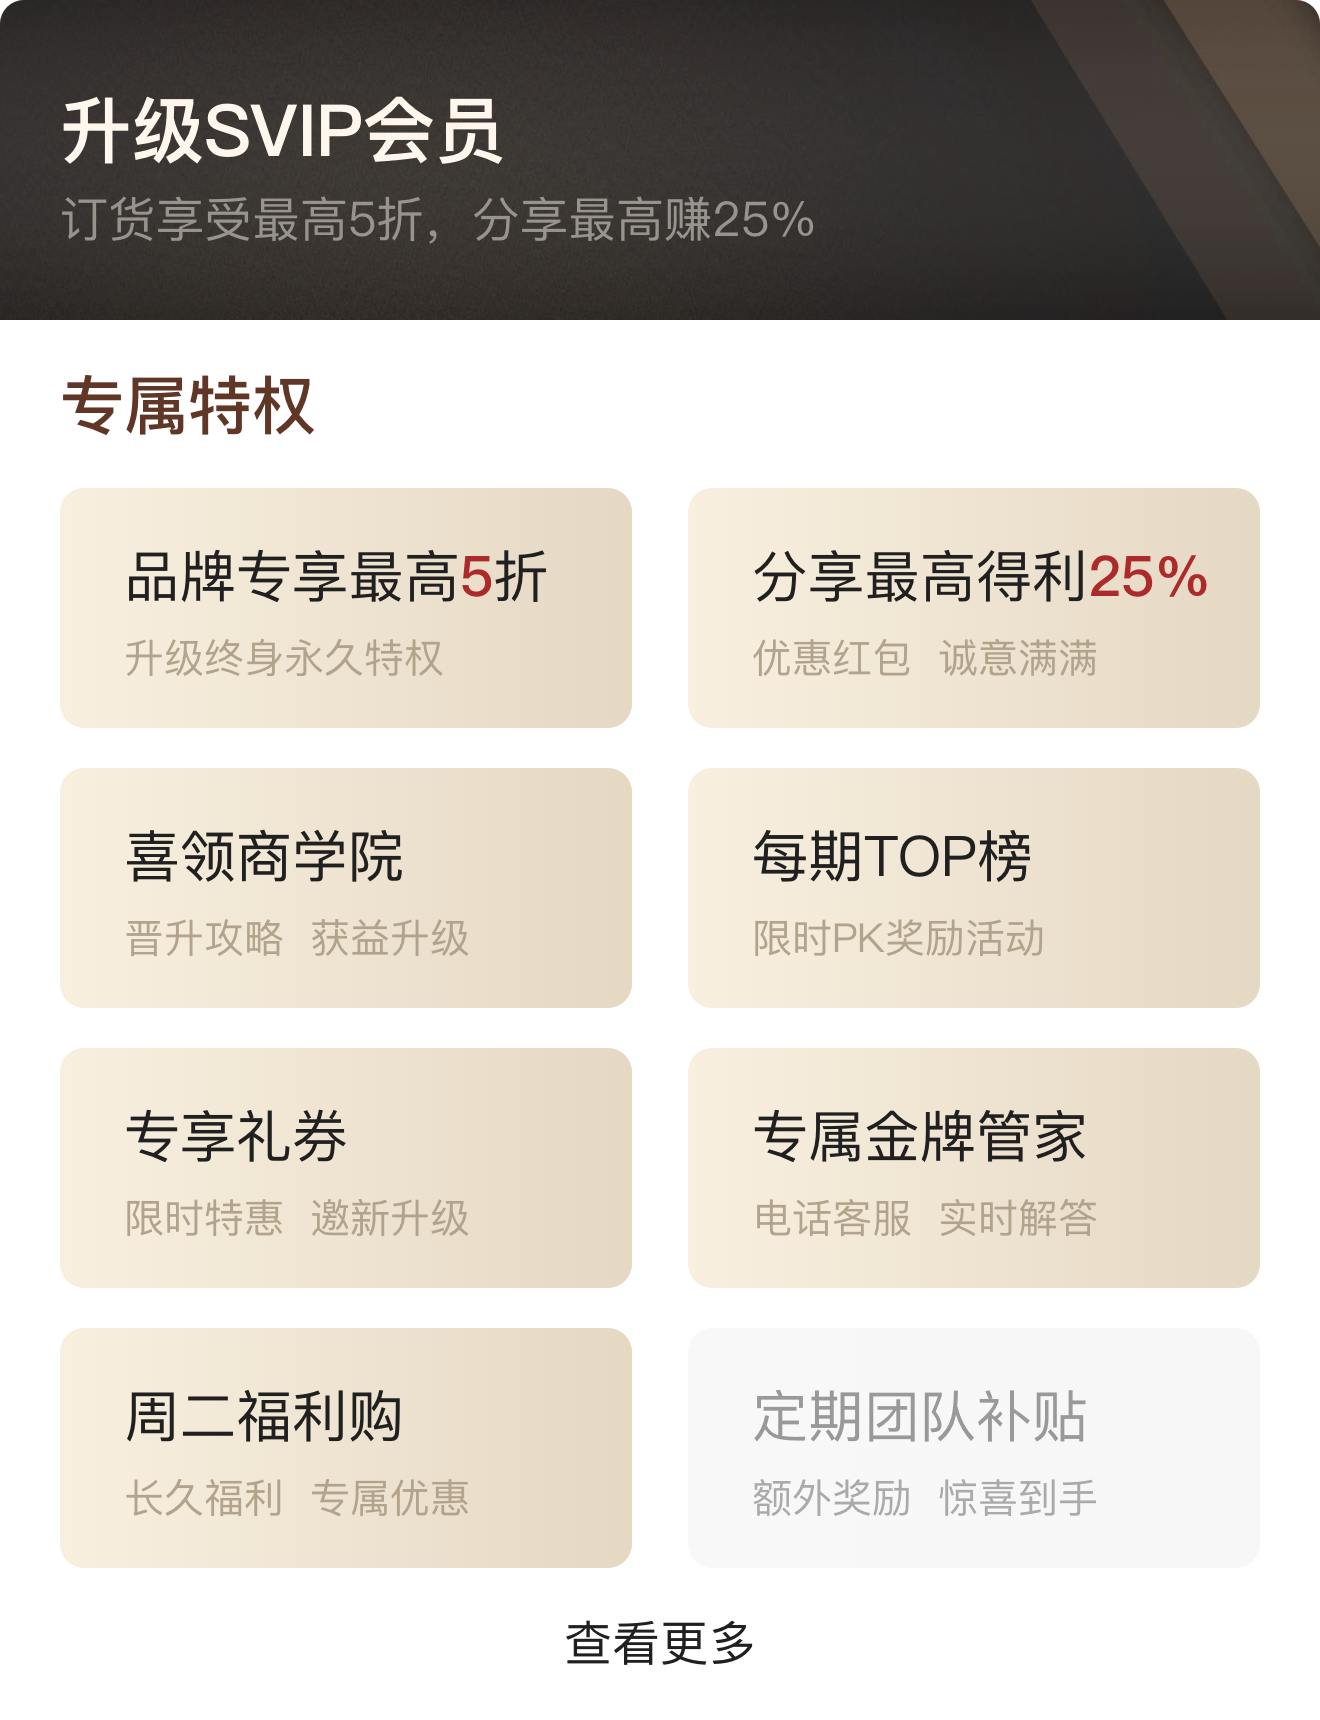 升级SVIP会员
订货享受最高5折，分享最高赚25%
专属特权
品牌专享最高5折
升级终身永久特权
分享最高得利25%
优惠红包 诚意满满
喜领商学院
晋升攻略 获益升级
每期TOP榜
限时PK奖励活动
专享礼券
限时特惠 邀新升级
专属金牌管家
电话客服 实时解答
周二福利购
长久福利 专属优惠
定期团队补贴
额外奖励 惊喜到手
查看更多